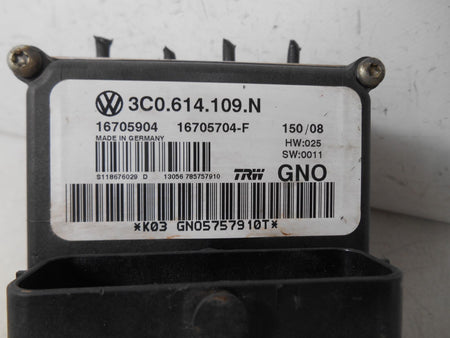 3C0.614.109.N
16705904 16705704-F 150/08
MADE IN GERMANY HW:025
SW:0011
S118676029 D 13056 785757910 TRW GNO
*K03 GNO5757910T*